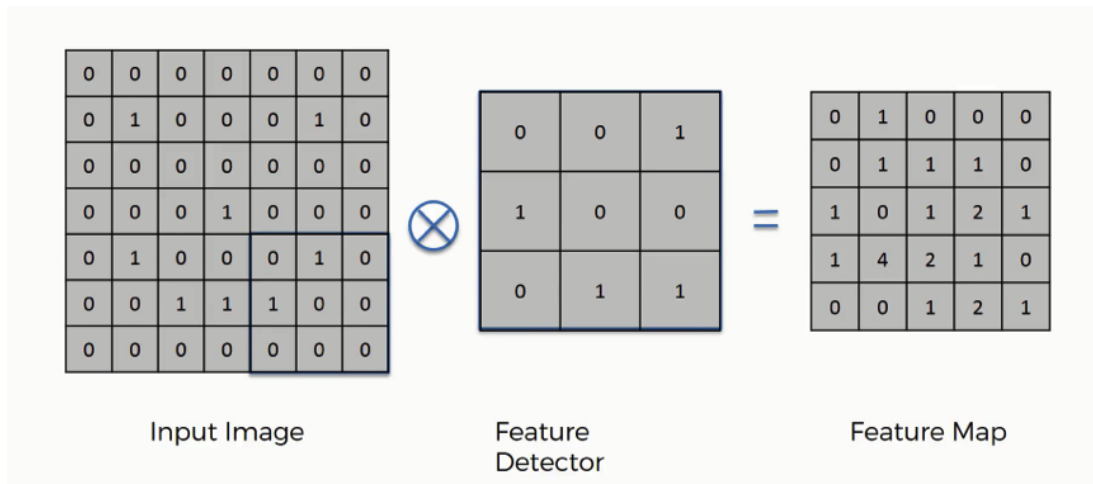 0 0 0 0 0 0 0
0 1 0 0 0 1 0
0 0 0 0 0 0 0
0 0 0 1 0 0 0
0 1 0 0 0 1 0
0 0 1 1 1 0 0
0 0 0 0 0 0 0
Input Image
0 0 1
1 0 0
0 1 1
Feature
Detector
=
0 1 0 0 0
0 1 1 1 0
1 0 1 2 1
1 4 2 1 0
0 0 1 2 1
Feature Map